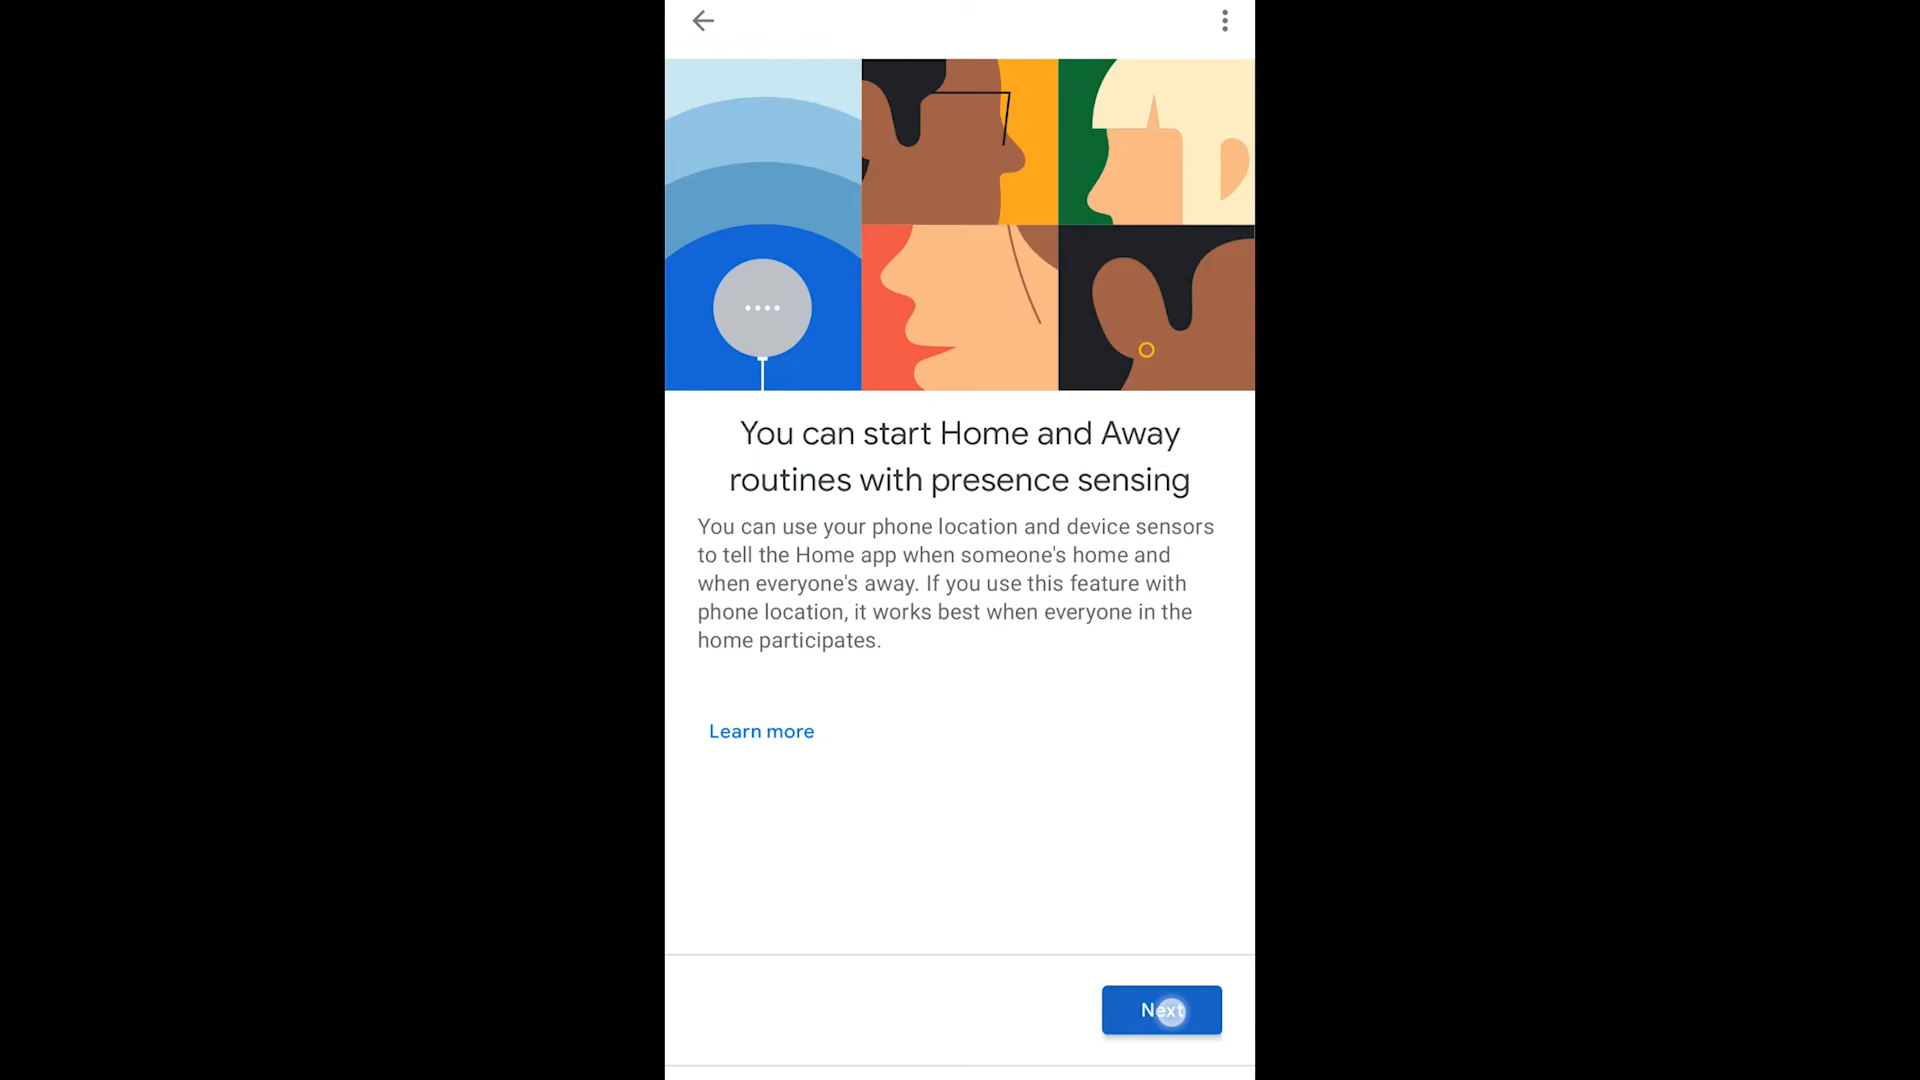 You can start Home and Away
routines with presence sensing
You can use your phone location and device sensors
to tell the Home app when someone's home and
when everyone's away. If you use this feature with
phone location, it works best when everyone in the
home participates.
Learn more
Next